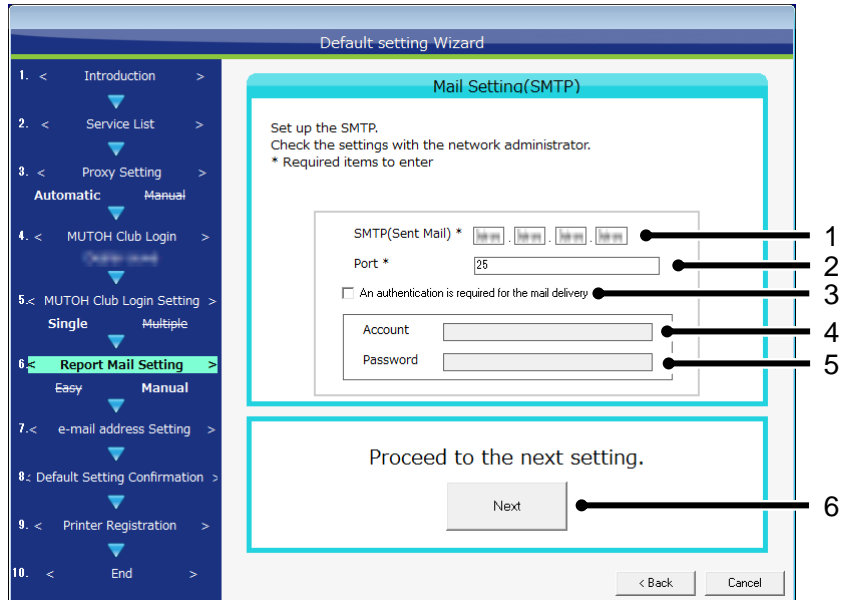 Default setting Wizard
1. < Introduction >
2. < Service List >
3. < Proxy Setting >
Automatic Manual
4. < MUTOH Club Login >
5.< MUTOH Club Login Setting >
Single Multiple
6.< Report Mail Setting >
Easy Manual
7.< e-mail address Setting >
8.< Default Setting Confirmation >
9. < Printer Registration >
10. < End >
Mail Setting(SMTP)
Set up the SMTP.
Check the settings with the network administrator.
* Required items to enter
SMTP(Sent Mail) * . . . 1
Port * 25 2
An authentication is required for the mail delivery 3
Account 4
Password 5
Proceed to the next setting.
Next 6
< Back Cancel